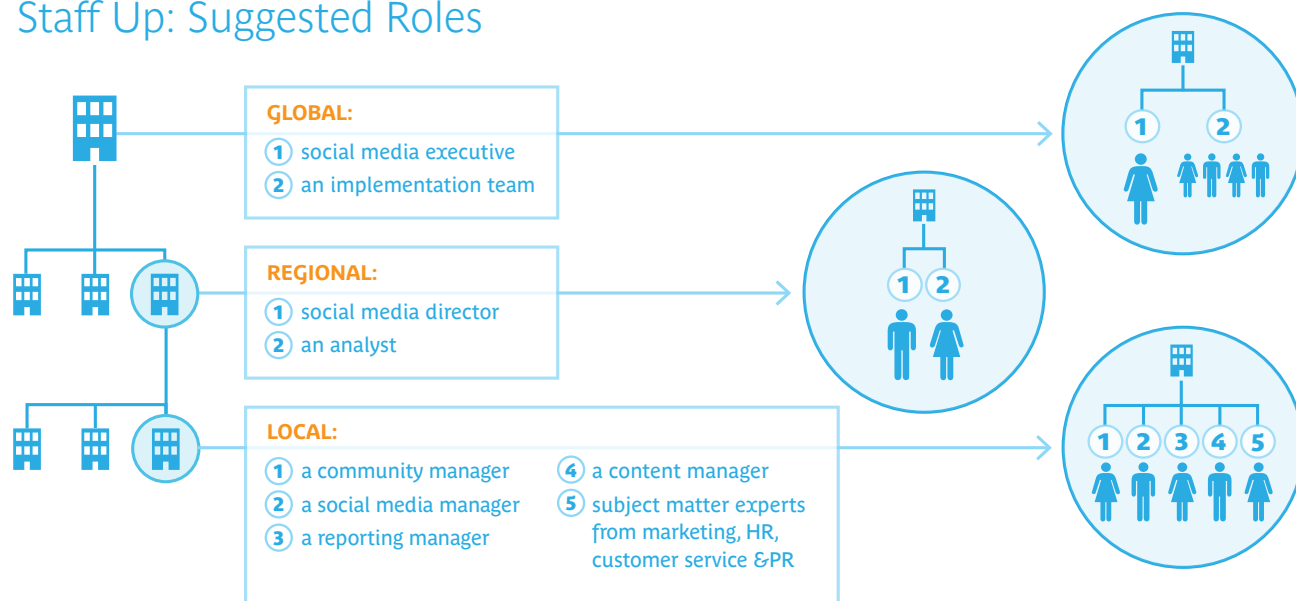 Staff Up: Suggested Roles
GLOBAL:
1 social media executive
2 an implementation team
1 2
REGIONAL:
1 social media director
2 an analyst
1 2
LOCAL:
1 a community manager
2 a social media manager
3 a reporting manager
4 a content manager
5 subject matter experts
from marketing, HR,
customer service &PR
1 2 3 4 5